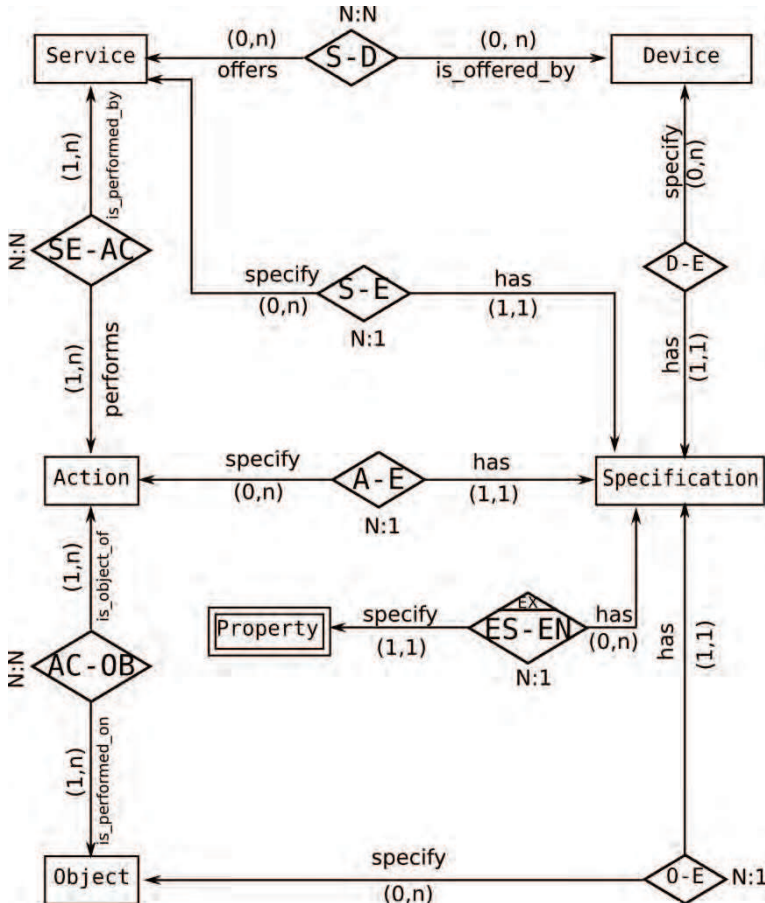 N:N
(0,n)
(0, n)
Service
S-D
Device
offers
is_offered_by
(1,n)
is_performed_by
specify
(0,n)
N:N
SE-AC
D-E
specify
S-E
has
(0,n)
(1,1)
N:1
(1,n)
performs
has
(1,1)
specify
has
Action
A-E
Specification
(0,n)
(1,1)
N:1
(1,n)
is_object_of
EX
Property
specify
ES-EN
has
(1,1)
(0,n)
N:1
has
(1,1)
N:N
AC-OB
(1,n)
is_performed_on
specify
Object
O-E
N:1
(0,n)